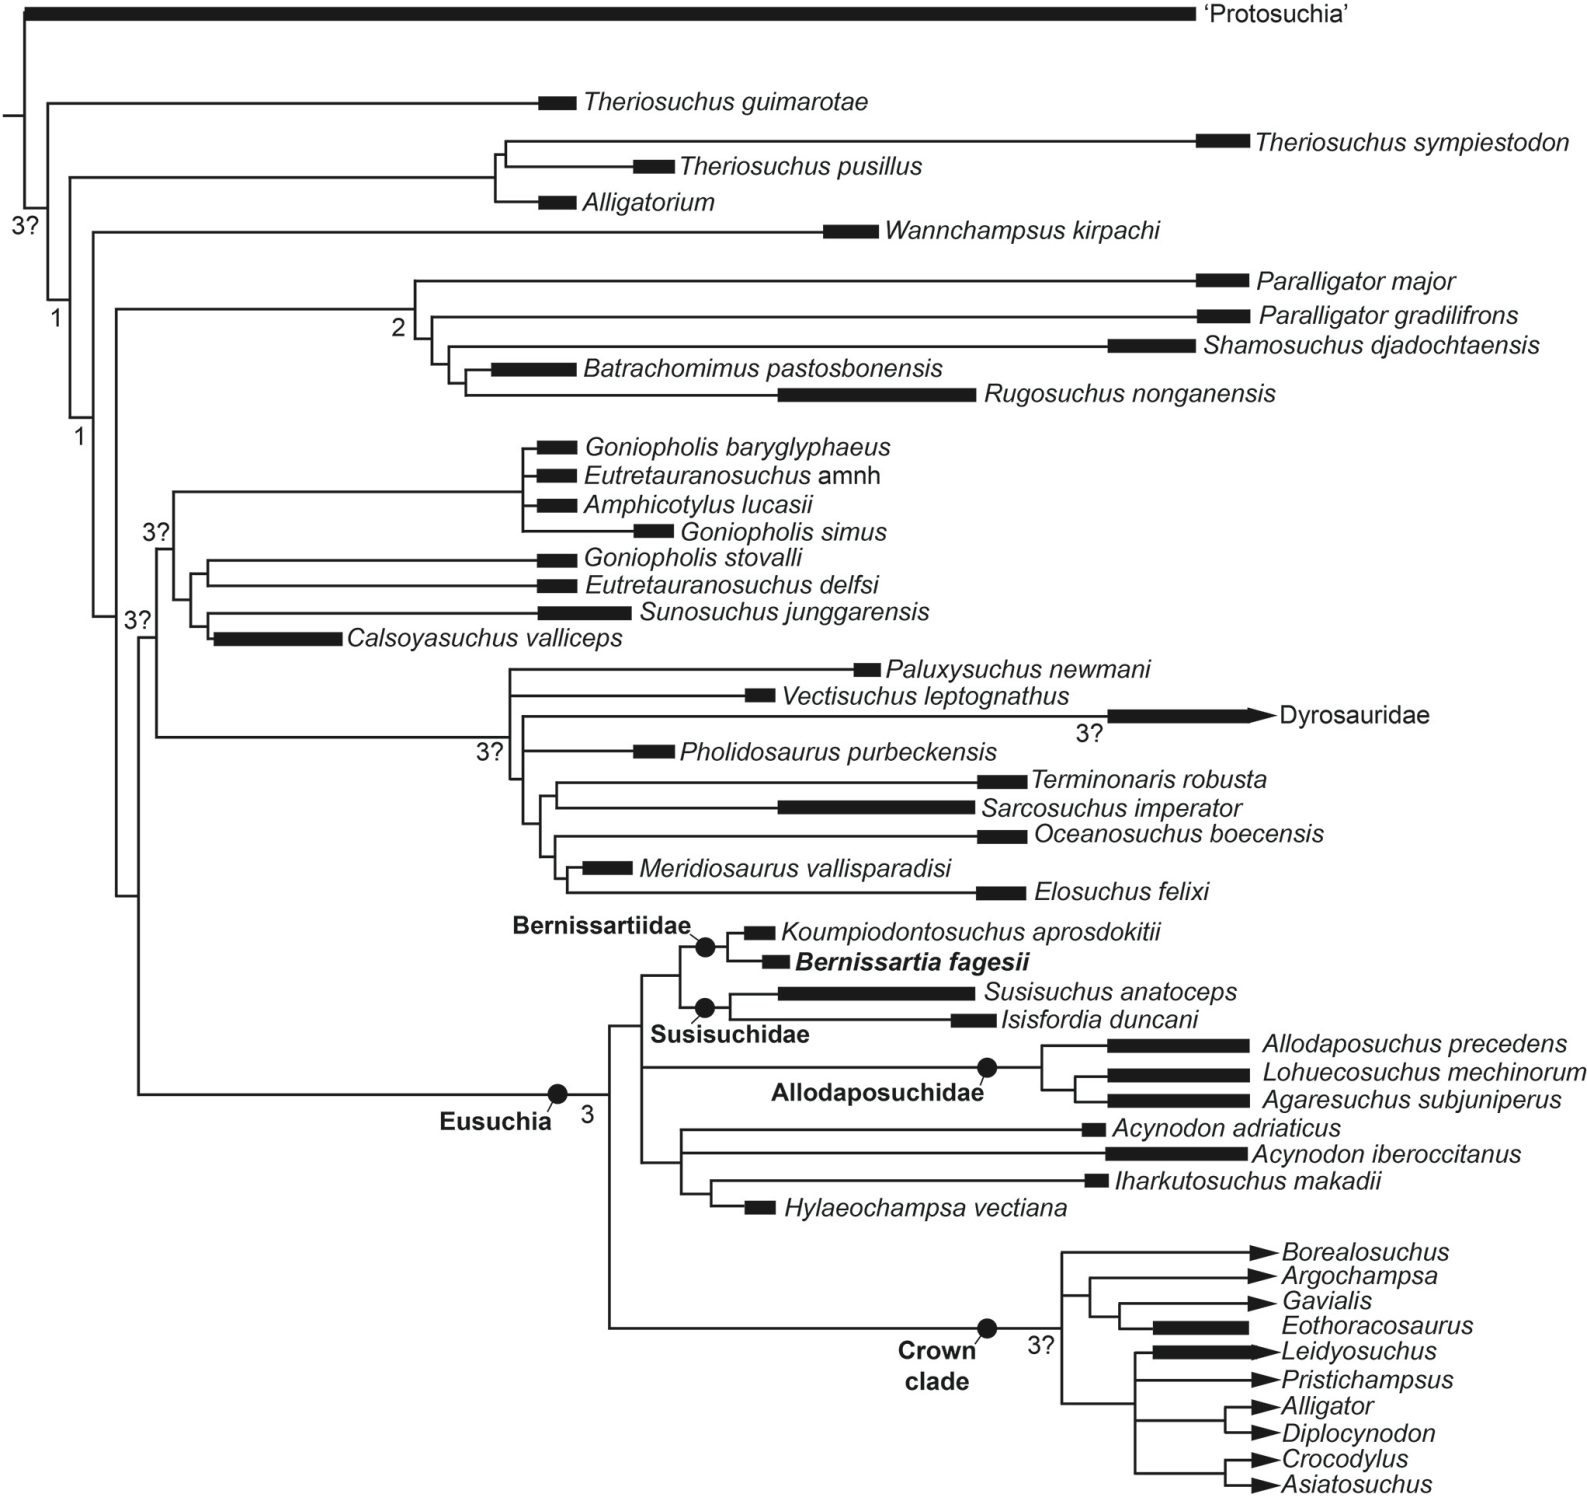 ‘Protosuchia’
Theriosuchus guimarotae
Theriosuchus sympiestodon
Theriosuchus pusillus
Alligatorium
3?
Wannchampsus kirpachi
Paralligator major
1
2
Paralligator gradilifrons
Shamosuchus djadochtaensis
Batrachomimus pastosbonensis
Rugosuchus nonganensis
1
Goniopholis baryglyphaeus
Eutretauranosuchus amnh
Amphicotylus lucasii
3?
Goniopholis simus
Goniopholis stovalli
Eutretauranosuchus delfsi
3?
Sunosuchus junggarensis
Calsoyasuchus valliceps
Paluxysuchus newmani
Vectisuchus leptognathus
Dyrosauridae
3?
3?
Pholidosaurus purbeckensis
Terminonaris robusta
Sarcosuchus imperator
Oceanosuchus boecensis
Meridiosaurus vallisparadisi
Elosuchus felixi
Bernissartiidae
Koumpiodontosuchus aprosdokitii
Bernissartia fagesii
Susisuchus anatoceps
Isisfordia duncani
Susisuchidae
Allodaposuchus precedens
Lohuecosuchus mechinorum
Allodaposuchidae
Agaresuchus subjuniperus
Eusuchia
3
Acynodon adriaticus
Acynodon iberoccitanus
Iharkutosuchus makadii
Hylaeochampsa vectiana
Borealosuchus
Argochampsa
Gavialis
Eothoracosaurus
Crown
clade
3?
Leidyosuchus
Pristichampsus
Alligator
Diplocynodon
Crocodylus
Asiatosuchus